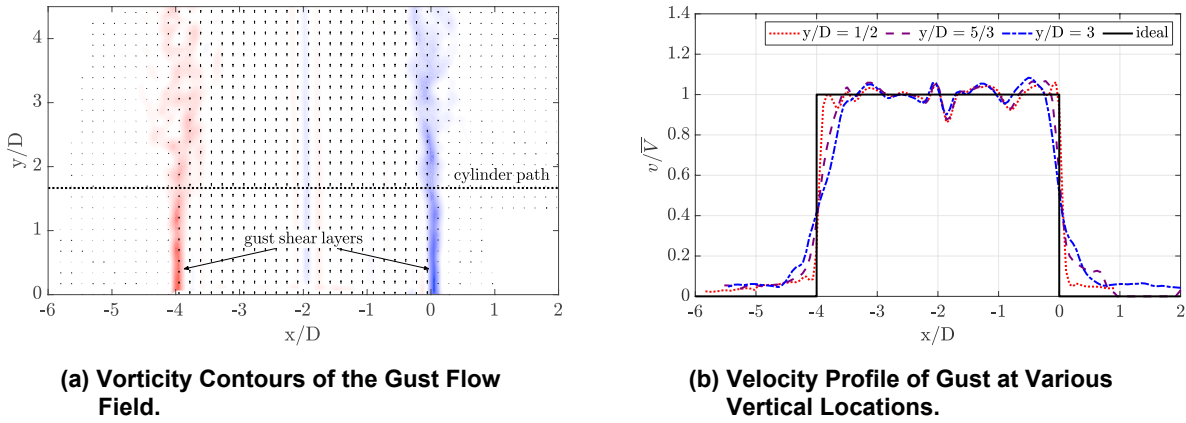 4
3
2
1
0
y/D
cylinder path
gust shear layers
-6 -5 -4 -3 -2 -1 0 1 2
x/D
(a) Vorticity Contours of the Gust Flow
Field.
1.4
1.2
1
0.8
0.6
0.4
0.2
0
v/V̅
y/D = 1/2 y/D = 5/3 y/D = 3 ideal
-6 -5 -4 -3 -2 -1 0 1 2
x/D
(b) Velocity Profile of Gust at Various
Vertical Locations.